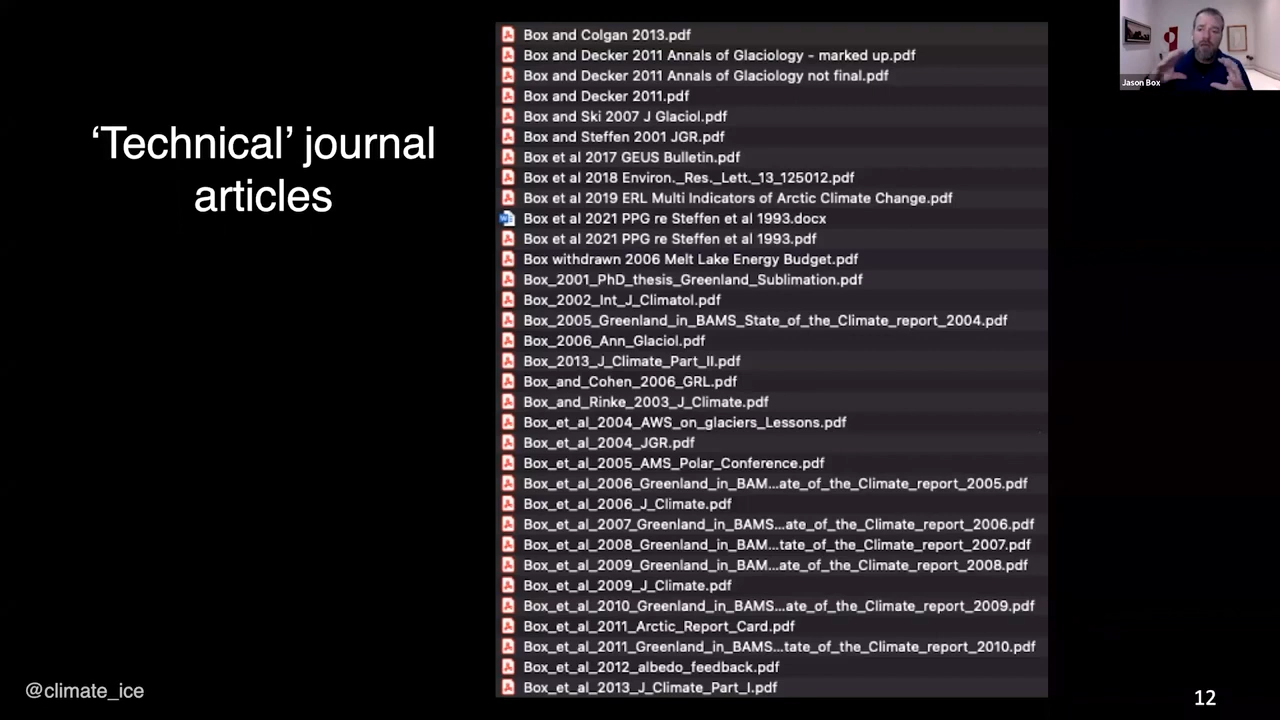 ‘Technical’ journal
articles
Box and Colgan 2013.pdf
Box and Decker 2011 Annals of Glaciology - marked up.pdf
Box and Decker 2011 Annals of Glaciology not final.pdf
Box and Decker 2011.pdf
Box and Ski 2007 J Glaciol.pdf
Box and Steffen 2001 JGR.pdf
Box et al 2017 GEUS Bulletin.pdf
Box et al 2018 Environ._Res._Lett._13_125012.pdf
Box et al 2019 ERL Multi Indicators of Arctic Climate Change.pdf
Box et al 2021 PPG re Steffen et al 1993.docx
Box et al 2021 PPG re Steffen et al 1993.pdf
Box withdrawn 2006 Melt Lake Energy Budget.pdf
Box_2001_PhD_thesis_Greenland_Sublimation.pdf
Box_2002_Int_J_Climatol.pdf
Box_2005_Greenland_in_BAMS_State_of_the_Climate_report_2004.pdf
Box_2006_Ann_Glaciol.pdf
Box_2013_J_Climate_Part_II.pdf
Box_and_Cohen_2006_GRL.pdf
Box_and_Rinke_2003_J_Climate.pdf
Box_et_al_2004_AWS_on_glaciers_Lessons.pdf
Box_et_al_2004_JGR.pdf
Box_et_al_2005_AMS_Polar_Conference.pdf
Box_et_al_2006_Greenland_in_BAM...ate_of_the_Climate_report_2005.pdf
Box_et_al_2006_J_Climate.pdf
Box_et_al_2007_Greenland_in_BAMS...ate_of_the_Climate_report_2006.pdf
Box_et_al_2008_Greenland_in_BAM...tate_of_the_Climate_report_2007.pdf
Box_et_al_2009_Greenland_in_BAM...ate_of_the_Climate_report_2008.pdf
Box_et_al_2009_J_Climate.pdf
Box_et_al_2010_Greenland_in_BAMS...ate_of_the_Climate_report_2009.pdf
Box_et_al_2011_Arctic_Report_Card.pdf
Box_et_al_2011_Greenland_in_BAMS...tate_of_the_Climate_report_2010.pdf
Box_et_al_2012_albedo_feedback.pdf
Box_et_al_2013_J_Climate_Part_I.pdf
Jason Box
@climate_ice
12